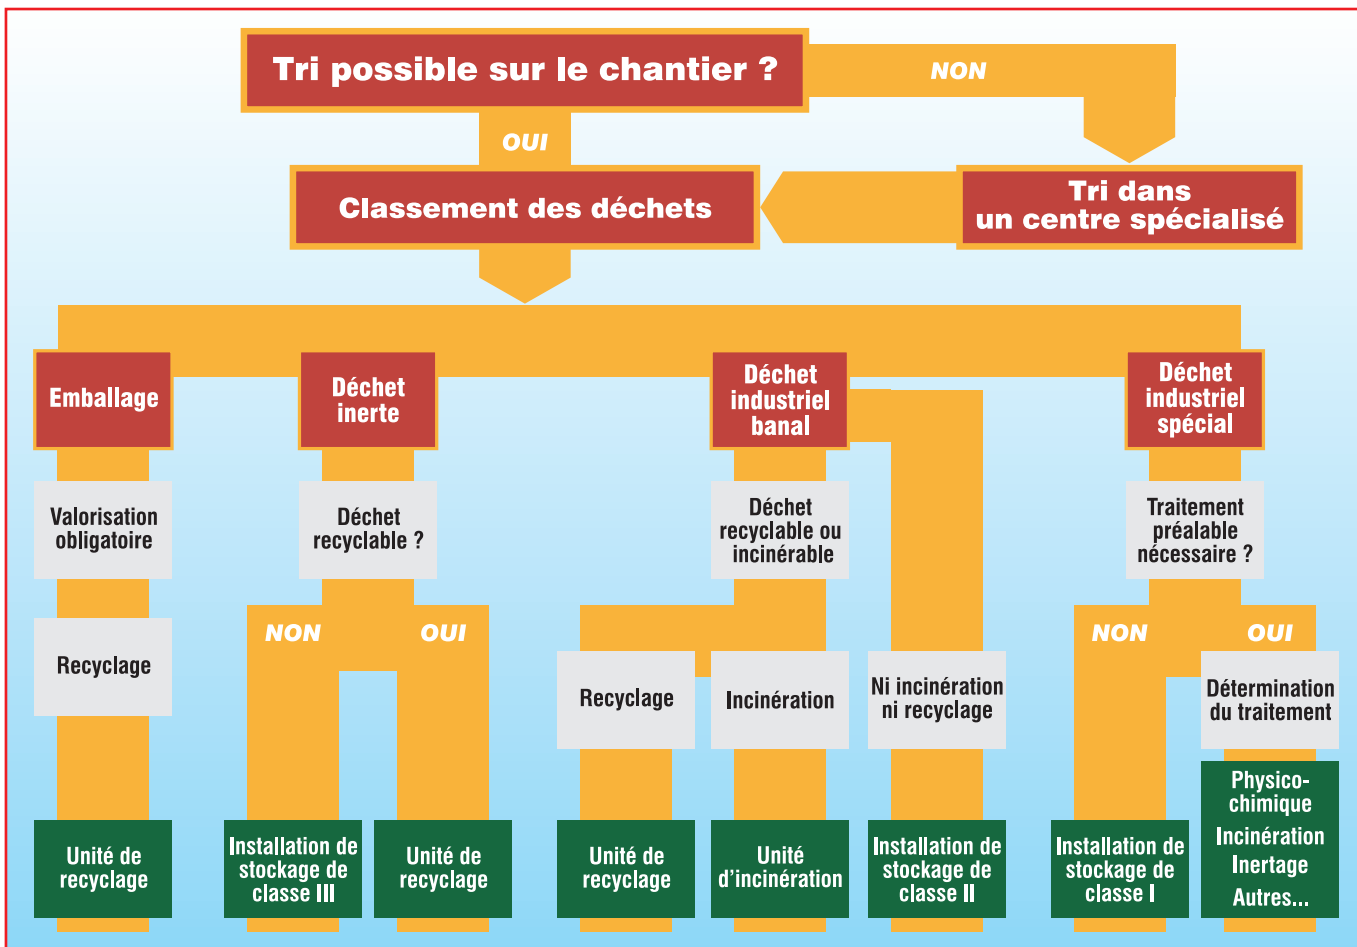 Tri possible sur le chantier ?
NON
OUI
Classement des déchets
Tri dans
un centre spécialisé
Emballage
Déchet
inerte
Déchet
industriel
banal
Déchet
industriel
spécial
Valorisation
obligatoire
Déchet
recyclable ?
Déchet
recyclable ou
incinérable
Traitement
préalable
nécessaire ?
NON
OUI
NON
OUI
Recyclage
Recyclage
Incinération
Ni incinération
ni recyclage
Détermination
du traitement
Unité de
recyclage
Installation de
stockage de
classe III
Unité de
recyclage
Unité de
recyclage
Unité
d'incinération
Installation de
stockage de
classe II
Installation de
stockage de
classe I
Physico-
chimique
Incinération
Inertage
Autres...